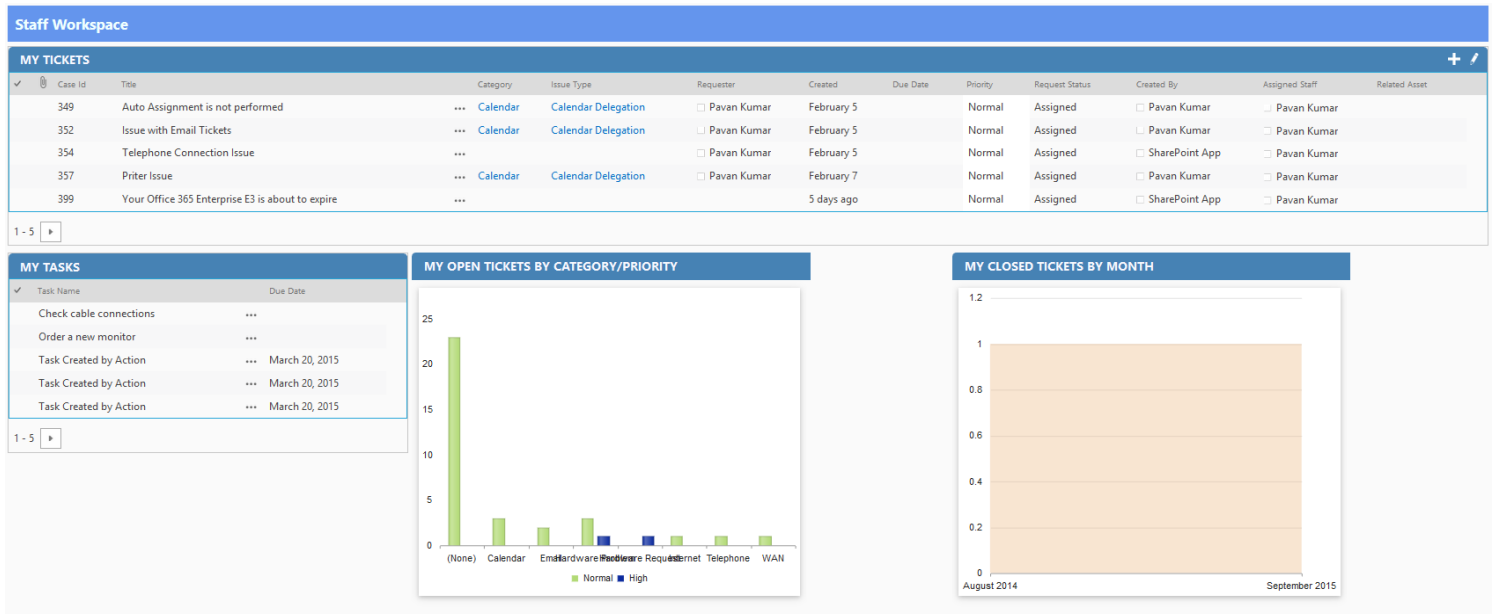 Staff Workspace
MY TICKETS
Case Id Title Category Issue Type Requester Created Due Date Priority Request Status Created By Assigned Staff Related Asset
349 Auto Assignment is not performed ... Calendar Calendar Delegation Pavan Kumar February 5 Normal Assigned Pavan Kumar Pavan Kumar
352 Issue with Email Tickets ... Calendar Calendar Delegation Pavan Kumar February 5 Normal Assigned Pavan Kumar Pavan Kumar
354 Telephone Connection Issue ... Pavan Kumar February 5 Normal Assigned SharePoint App Pavan Kumar
357 Priter Issue ... Calendar Calendar Delegation Pavan Kumar February 7 Normal Assigned Pavan Kumar Pavan Kumar
399 Your Office 365 Enterprise E3 is about to expire ... 5 days ago Normal Assigned SharePoint App Pavan Kumar
1 - 5
MY TASKS
Task Name Due Date
Check cable connections ...
Order a new monitor ...
Task Created by Action ... March 20, 2015
Task Created by Action ... March 20, 2015
Task Created by Action ... March 20, 2015
1 - 5
MY OPEN TICKETS BY CATEGORY/PRIORITY
25
20
15
10
5
0
(None) Calendar Email Hardware Problem Hardware Request Internet Telephone WAN
Normal High
MY CLOSED TICKETS BY MONTH
1.2
1
0.8
0.6
0.4
0.2
0
August 2014 September 2015